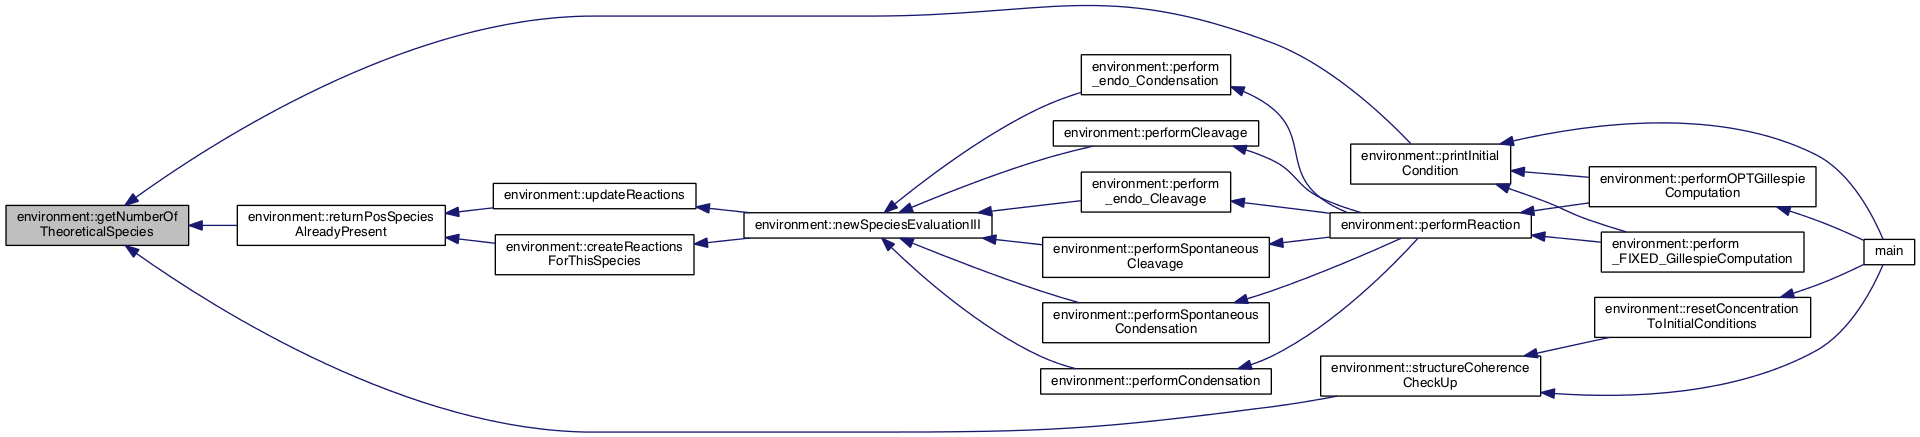 environment::getNumberOf
TheoreticalSpecies
environment::returnPosSpecies
AlreadyPresent
environment::updateReactions
environment::createReactions
ForThisSpecies
environment::newSpeciesEvaluationIII
environment::perform
_endo_Condensation
environment::performCleavage
environment::perform
_endo_Cleavage
environment::performSpontaneous
Cleavage
environment::performSpontaneous
Condensation
environment::performCondensation
environment::printInitial
Condition
environment::performReaction
environment::structureCoherence
CheckUp
environment::performOPTGillespie
Computation
environment::perform
_FIXED_GillespieComputation
environment::resetConcentration
ToInitialConditions
main